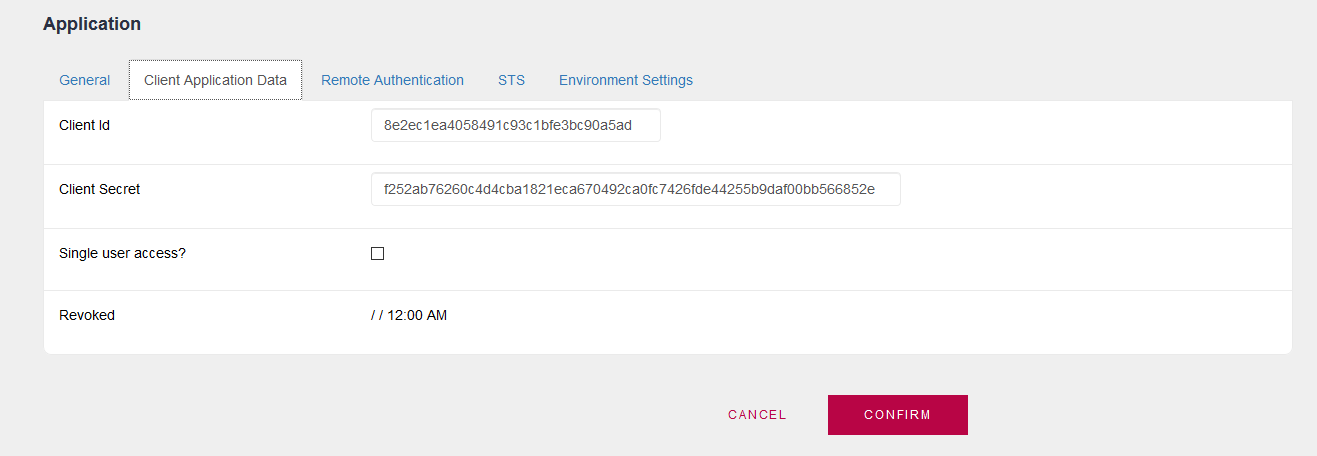 Application
General Client Application Data Remote Authentication STS Environment Settings
Client Id 8e2ec1ea4058491c93c1bfe3bc90a5ad
Client Secret f252ab76260c4d4cba1821eca670492ca0fc7426fde44255b9daf00bb566852e
Single user access?
Revoked / / 12:00 AM
CANCEL CONFIRM